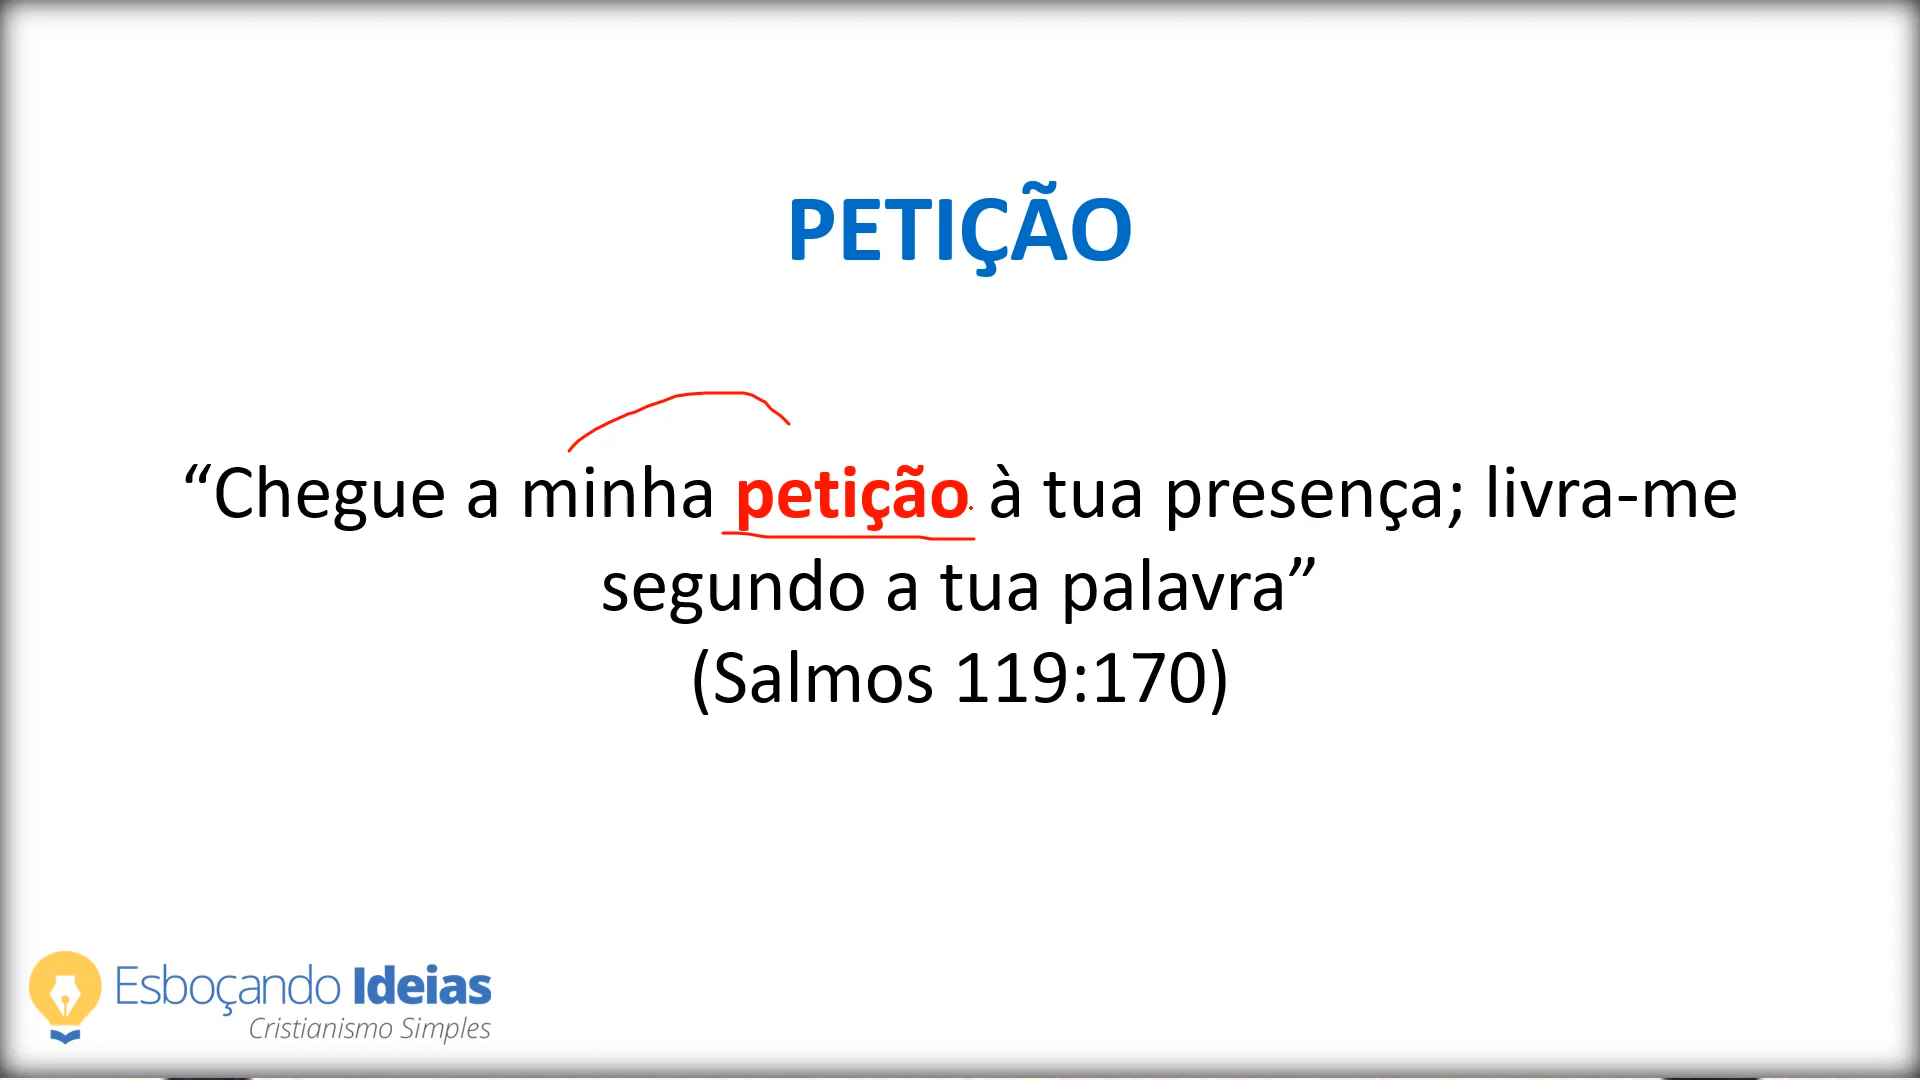 PETIÇÃO
“Chegue a minha petição à tua presença; livra-me
segundo a tua palavra”
(Salmos 119:170)
Esboçando Ideias
Cristianismo Simples